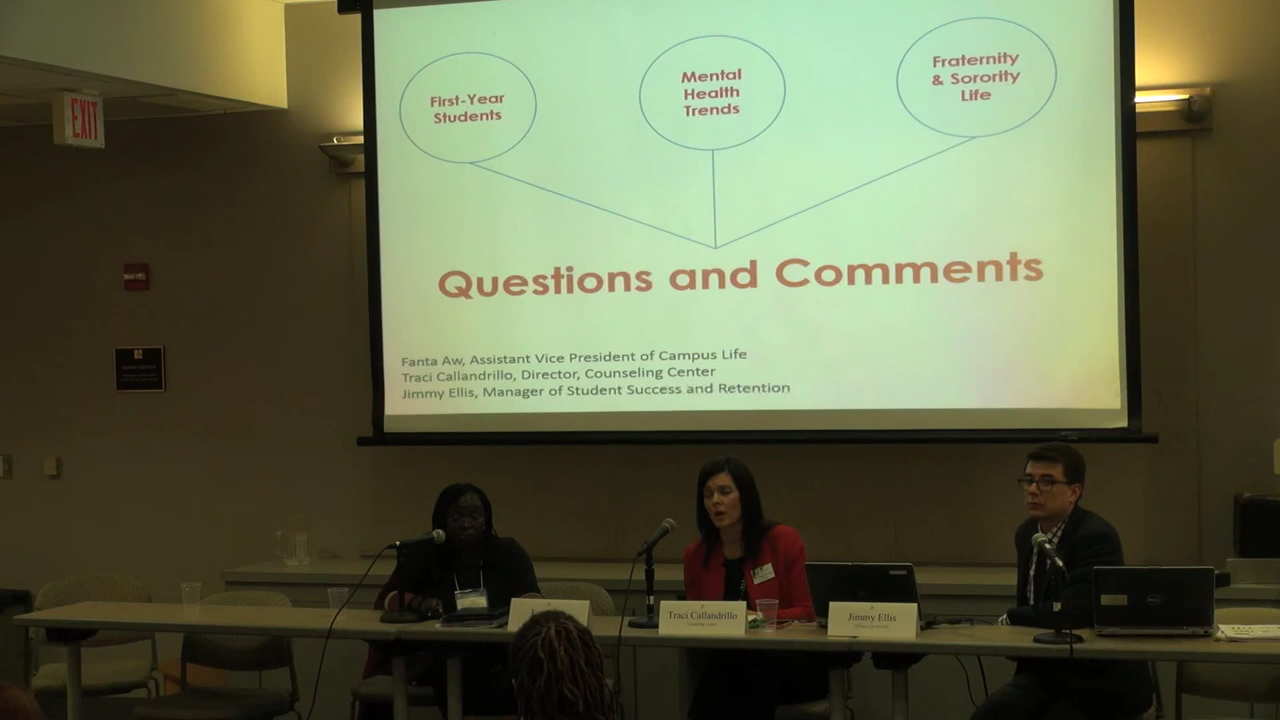 EXIT
First-Year
Students
Mental
Health
Trends
Fraternity
& Sorority
Life
Questions and Comments
Fanta Aw, Assistant Vice President of Campus Life
Traci Callandrillo, Director, Counseling Center
Jimmy Ellis, Manager of Student Success and Retention
Traci Callandrillo
Jimmy Ellis
DELL